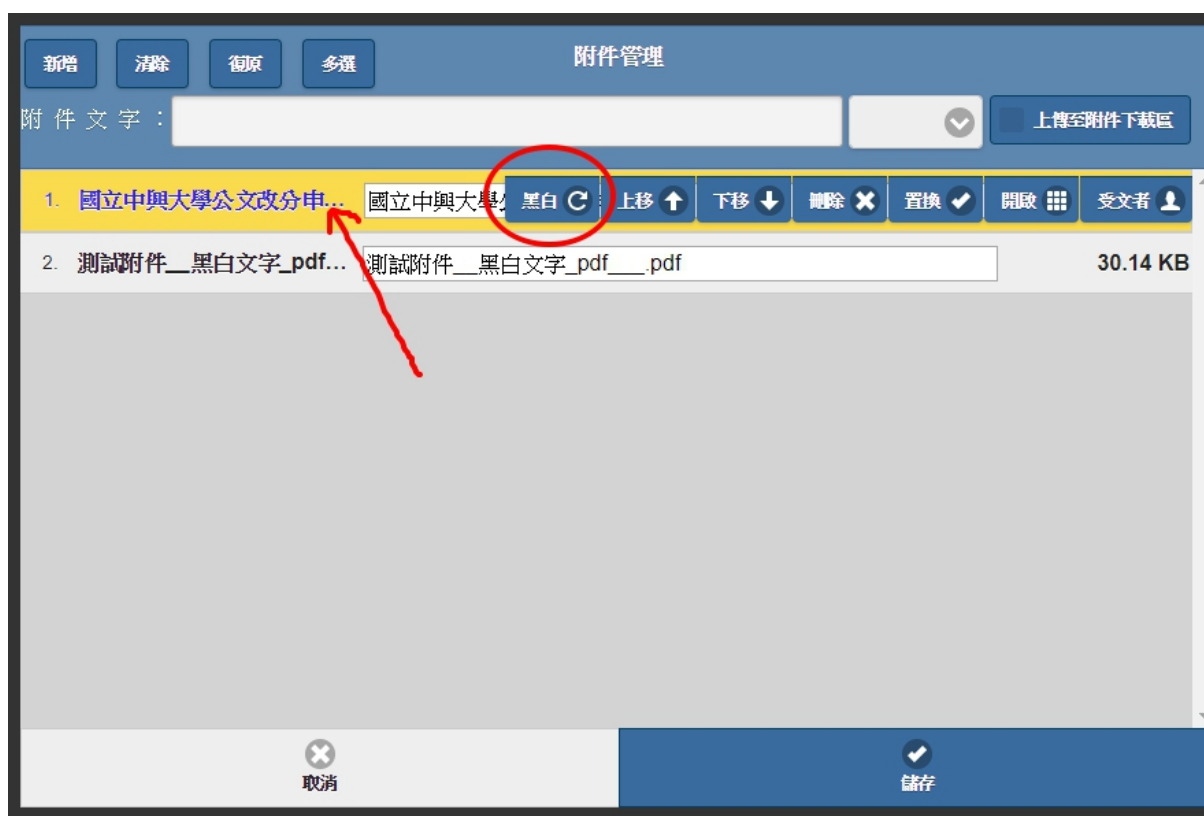 新增 清除 復原 多選 附件管理
附件文字： 上傳至附件下載區
1. 國立中興大學公文改分申... 國立中興大學 黑白 上移 下移 刪除 置換 開啟 受文者
2. 測試附件__黑白文字_pdf... 測試附件__黑白文字_pdf___.pdf 30.14 KB
取消 儲存